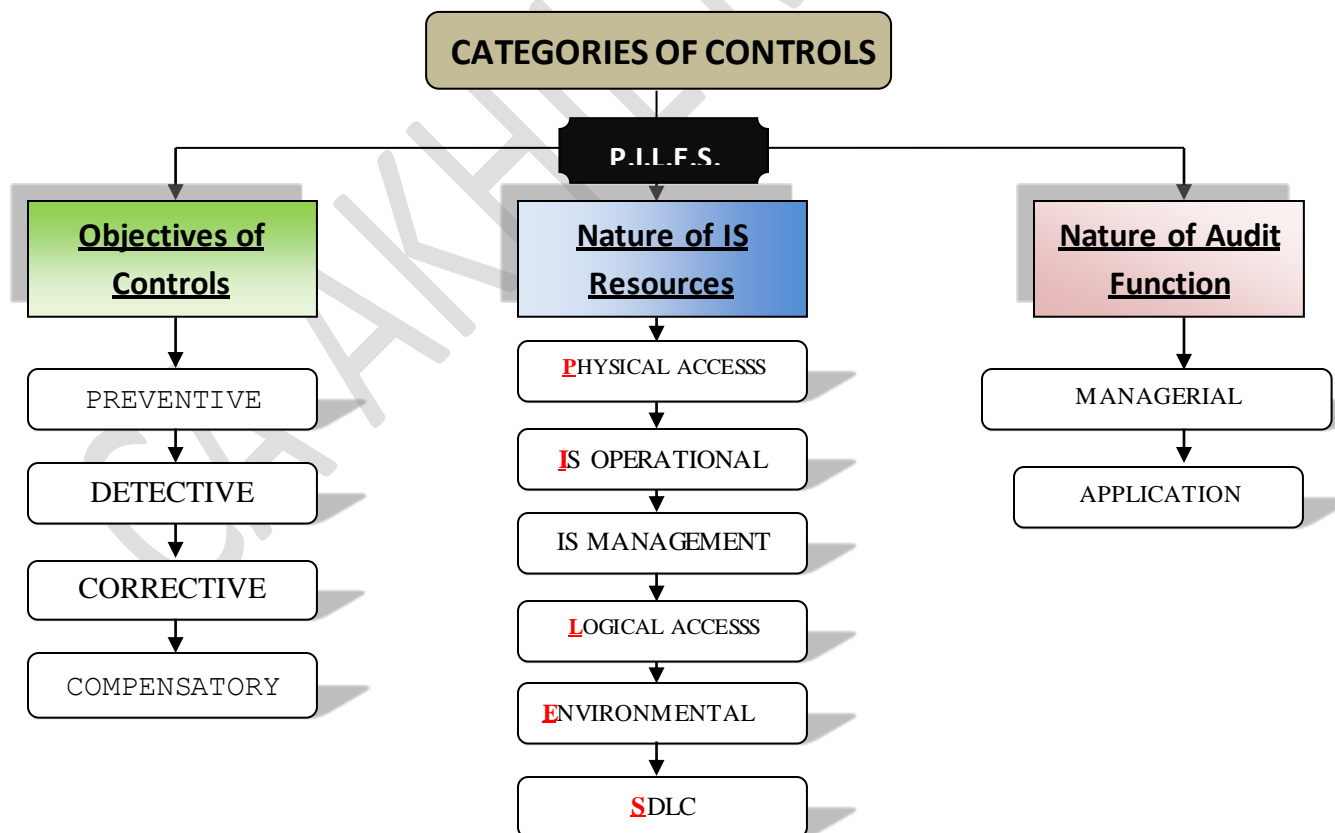 CATEGORIES OF CONTROLS
P.I.L.E.S.
Objectives of
Controls
PREVENTIVE
DETECTIVE
CORRECTIVE
COMPENSATORY
Nature of IS
Resources
PHYSICAL ACCESSS
IS OPERATIONAL
IS MANAGEMENT
LOGICAL ACCESSS
ENVIRONMENTAL
SDLC
Nature of Audit
Function
MANAGERIAL
APPLICATION